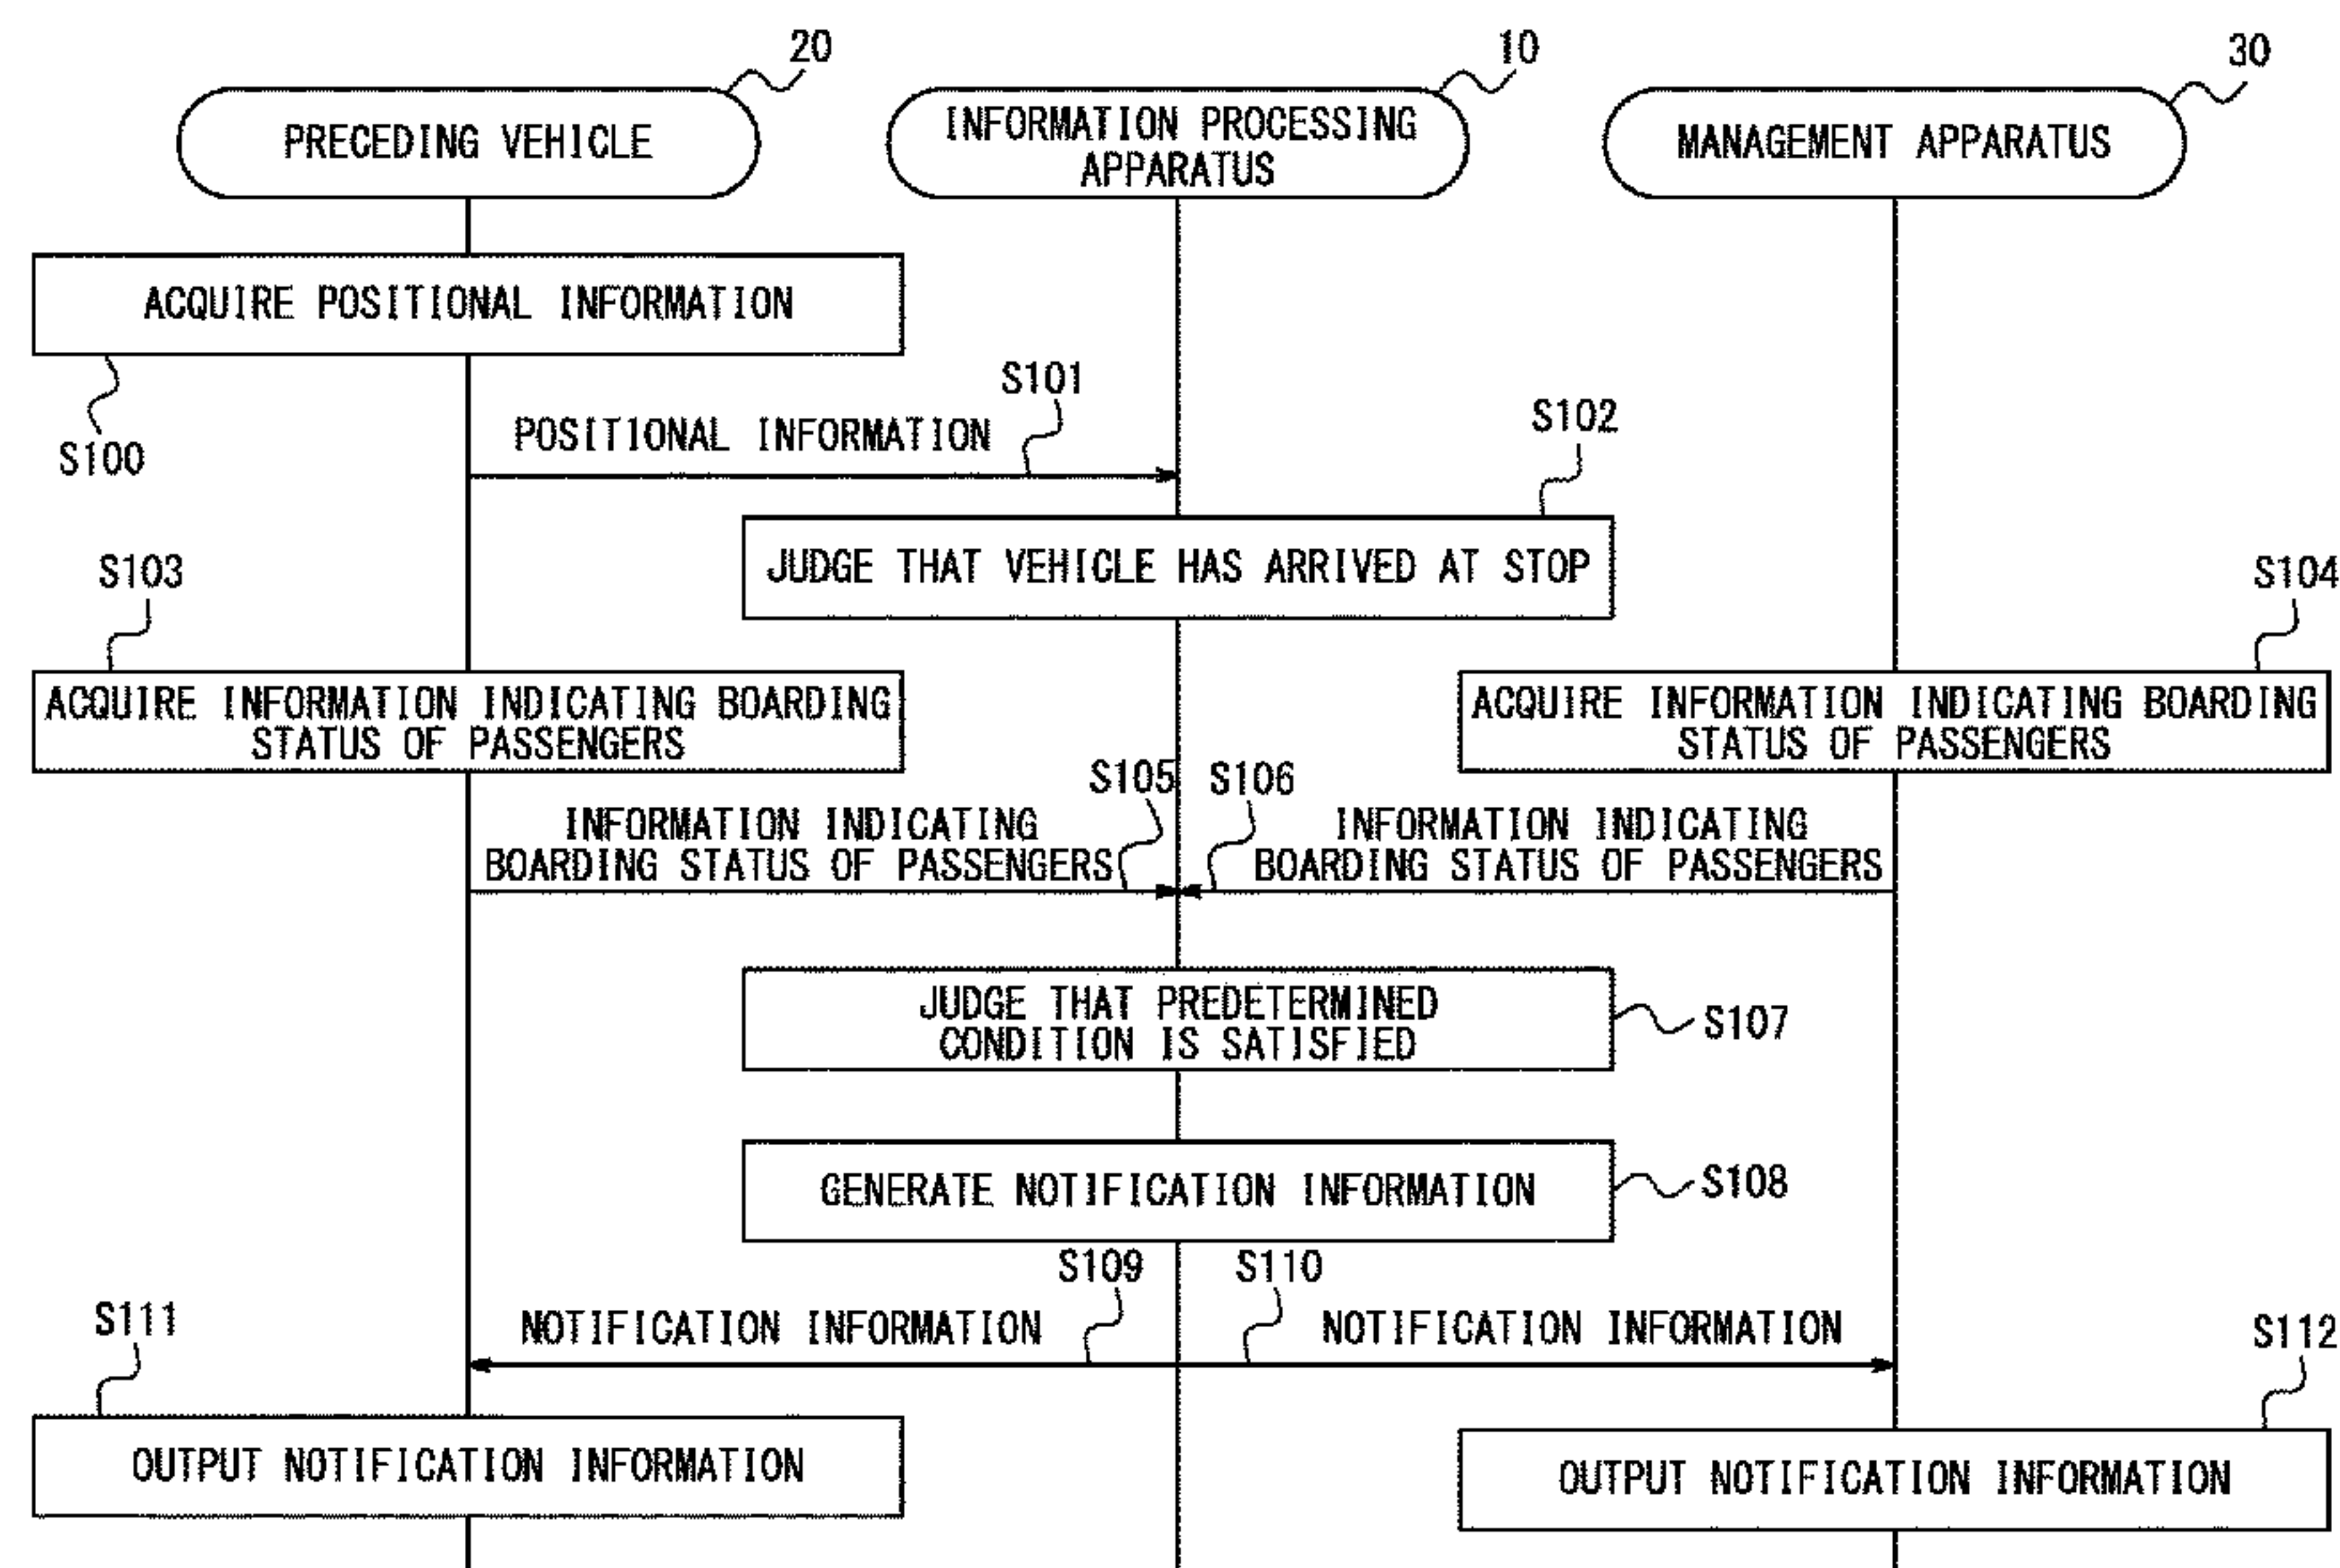 20
10
30
PRECEDING VEHICLE
INFORMATION PROCESSING
APPARATUS
MANAGEMENT APPARATUS
ACQUIRE POSITIONAL INFORMATION
S100
S101
POSITIONAL INFORMATION
S102
JUDGE THAT VEHICLE HAS ARRIVED AT STOP
S103
S104
ACQUIRE INFORMATION INDICATING BOARDING
STATUS OF PASSENGERS
ACQUIRE INFORMATION INDICATING BOARDING
STATUS OF PASSENGERS
S105
S106
INFORMATION INDICATING
BOARDING STATUS OF PASSENGERS
INFORMATION INDICATING
BOARDING STATUS OF PASSENGERS
JUDGE THAT PREDETERMINED
CONDITION IS SATISFIED
S107
GENERATE NOTIFICATION INFORMATION
S108
S109
S110
NOTIFICATION INFORMATION
NOTIFICATION INFORMATION
S111
S112
OUTPUT NOTIFICATION INFORMATION
OUTPUT NOTIFICATION INFORMATION